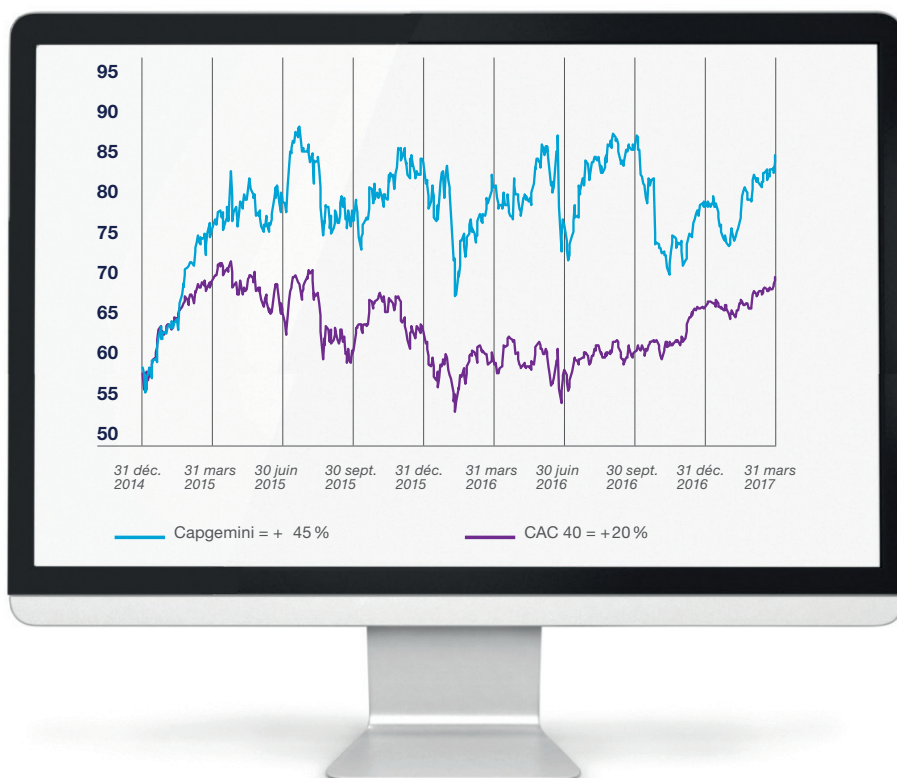 95
90
85
80
75
70
65
60
55
50
31 déc.
2014
31 mars
2015
30 juin
2015
30 sept.
2015
31 déc.
2015
31 mars
2016
30 juin
2016
30 sept.
2016
31 déc.
2016
31 mars
2017
Capgemini = + 45 %
CAC 40 = +20 %